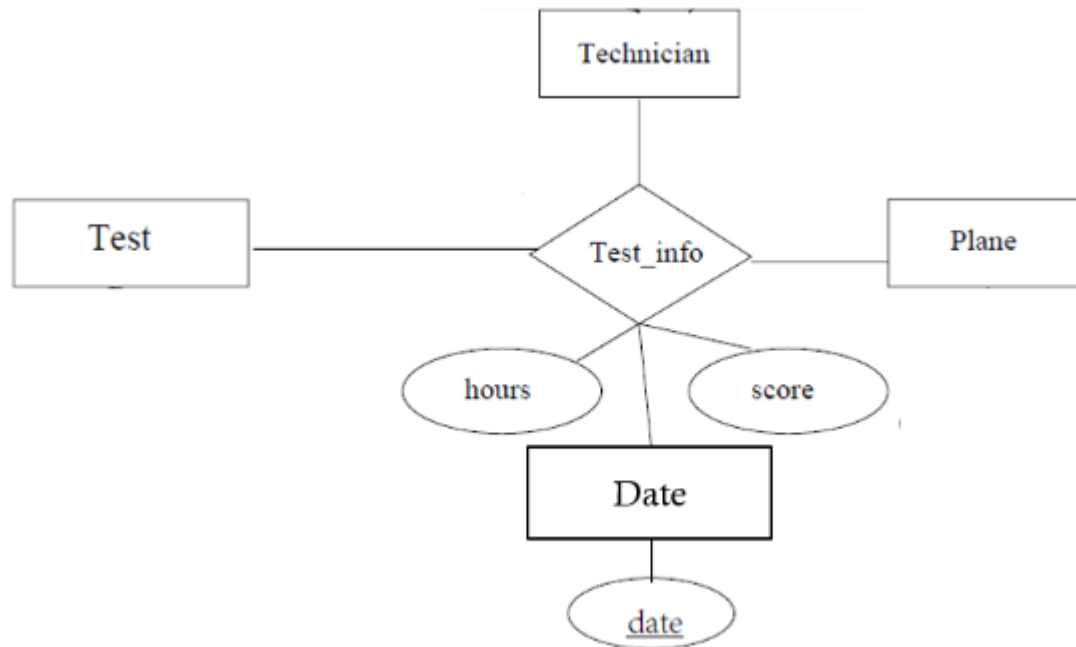 Technician
Test
Test_info
Plane
hours
score
Date
date